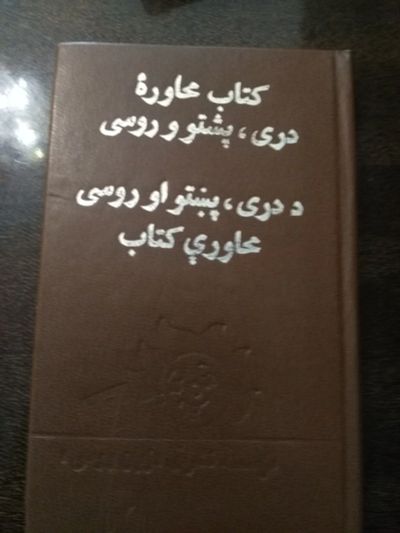 کتاب محاورهٔ
دری، پشتو و روسی
د دری، پښتو او روسی
محاورې کتاب